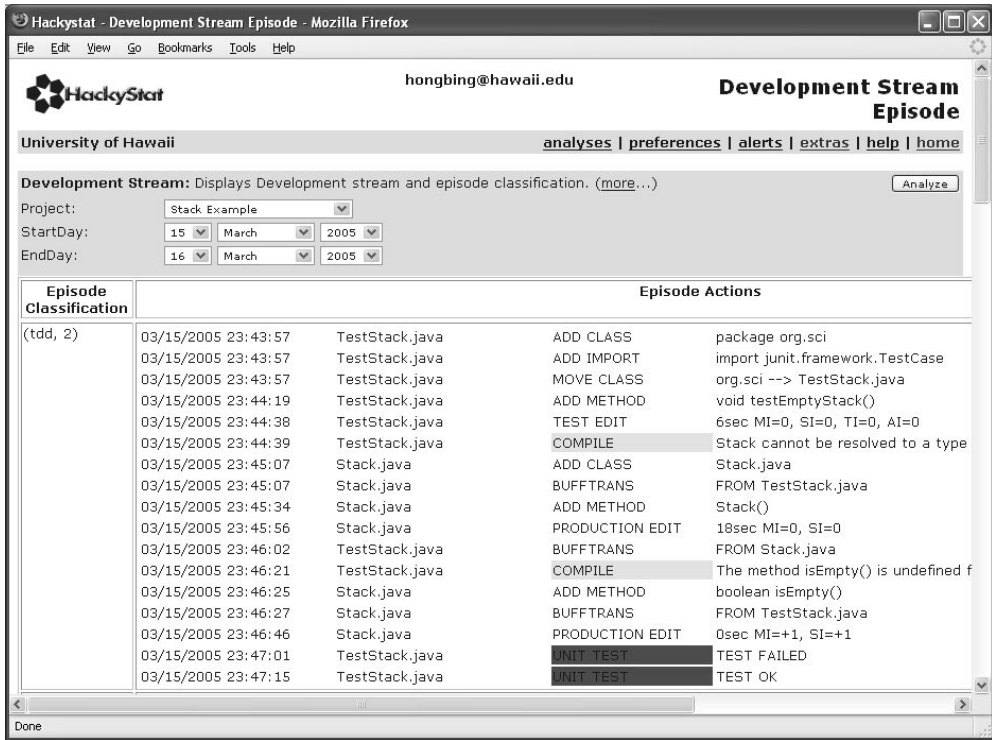 Hackystat - Development Stream Episode - Mozilla Firefox
File Edit View Go Bookmarks Tools Help
HackyStat
hongbing@hawaii.edu
Development Stream
Episode
University of Hawaii
analyses | preferences | alerts | extras | help | home
Development Stream: Displays Development stream and episode classification. (more...)
Analyze
Project: Stack Example
StartDay: 15 March 2005
EndDay: 16 March 2005
Episode
Classification
Episode Actions
(tdd, 2)
03/15/2005 23:43:57 TestStack.java ADD CLASS package org.sci
03/15/2005 23:43:57 TestStack.java ADD IMPORT import junit.framework.TestCase
03/15/2005 23:43:57 TestStack.java MOVE CLASS org.sci --> TestStack.java
03/15/2005 23:44:19 TestStack.java ADD METHOD void testEmptyStack()
03/15/2005 23:44:38 TestStack.java TEST EDIT 6sec MI=0, SI=0, TI=0, AI=0
03/15/2005 23:44:39 TestStack.java COMPILE Stack cannot be resolved to a type
03/15/2005 23:45:07 Stack.java ADD CLASS Stack.java
03/15/2005 23:45:07 Stack.java BUFFTRANS FROM TestStack.java
03/15/2005 23:45:34 Stack.java ADD METHOD Stack()
03/15/2005 23:45:56 Stack.java PRODUCTION EDIT 18sec MI=0, SI=0
03/15/2005 23:46:02 TestStack.java BUFFTRANS FROM Stack.java
03/15/2005 23:46:21 TestStack.java COMPILE The method isEmpty() is undefined f
03/15/2005 23:46:25 Stack.java ADD METHOD boolean isEmpty()
03/15/2005 23:46:27 Stack.java BUFFTRANS FROM TestStack.java
03/15/2005 23:46:46 Stack.java PRODUCTION EDIT 0sec MI=+1, SI=+1
03/15/2005 23:47:01 TestStack.java UNIT TEST TEST FAILED
03/15/2005 23:47:15 TestStack.java UNIT TEST TEST OK
Done